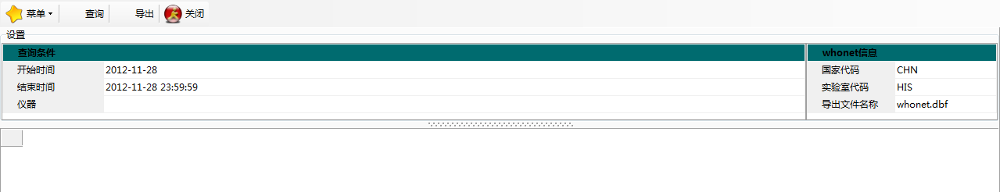 菜单 查询 导出 关闭
设置
查询条件
开始时间 2012-11-28
结束时间 2012-11-28 23:59:59
仪器
whonet信息
国家代码 CHN
实验室代码 HIS
导出文件名称 whonet.dbf